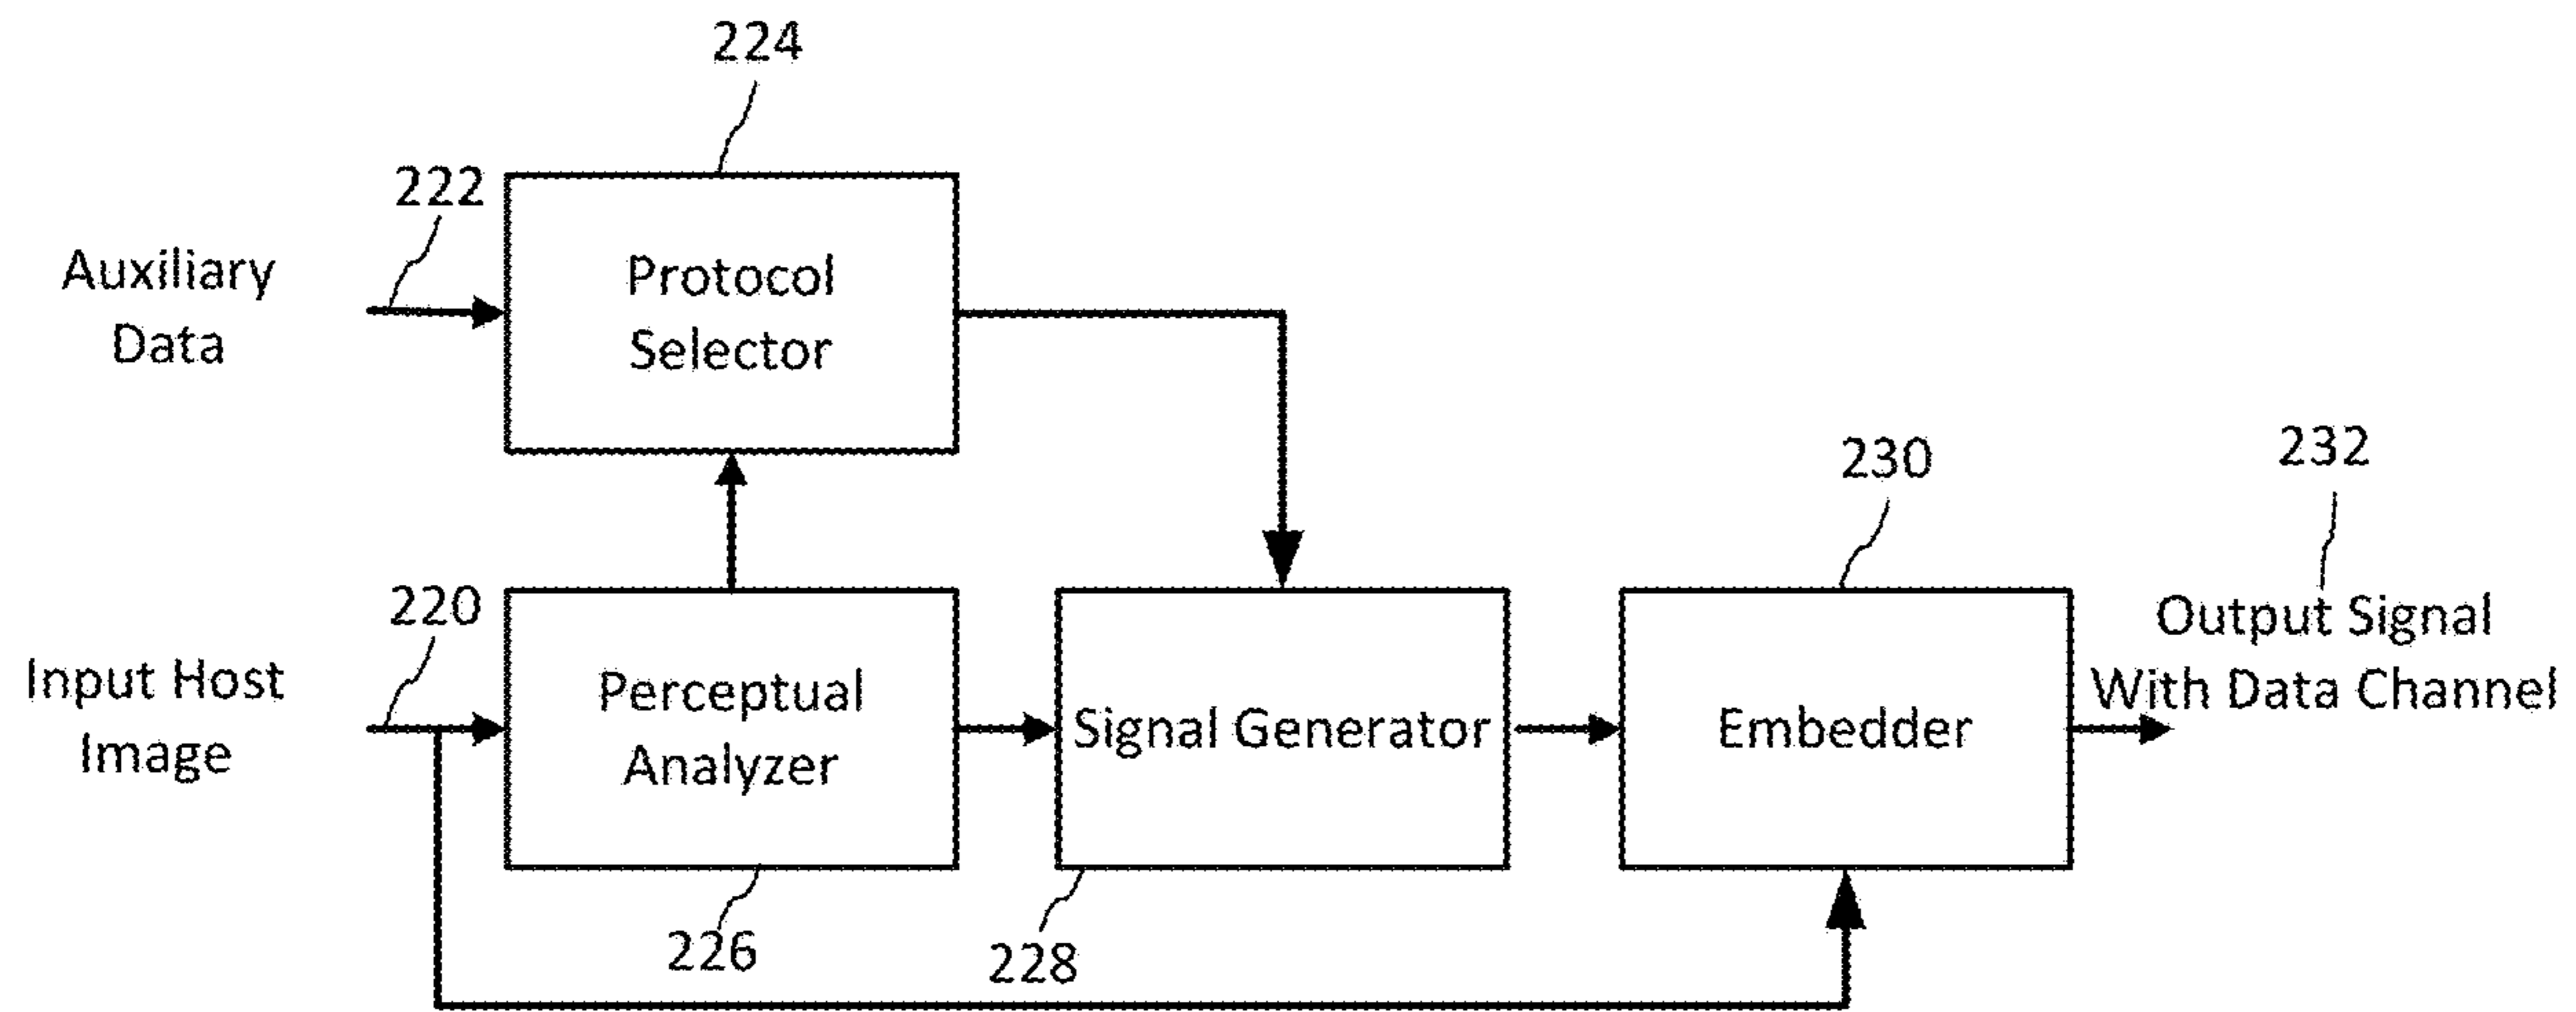 224
222
Auxiliary
Data
Protocol
Selector
230
232
220
Input Host
Image
Perceptual
Analyzer
Signal Generator
Embedder
Output Signal
With Data Channel
226
228